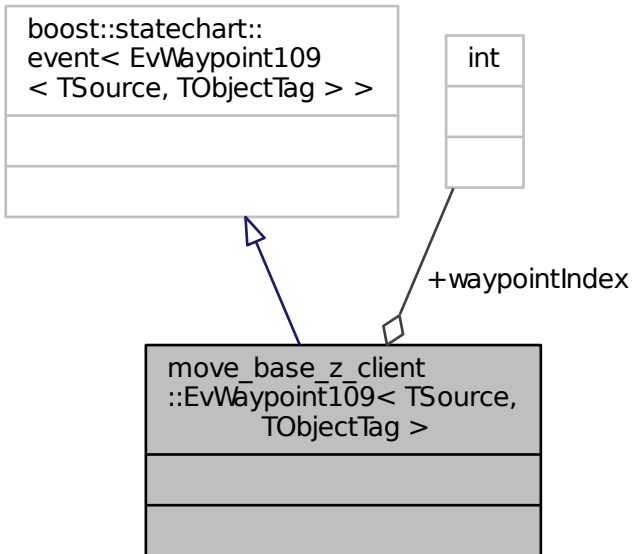 boost::statechart::
event< EvWaypoint109
< TSource, TObjectTag > >
int
+waypointIndex
move_base_z_client
::EvWaypoint109< TSource,
TObjectTag >